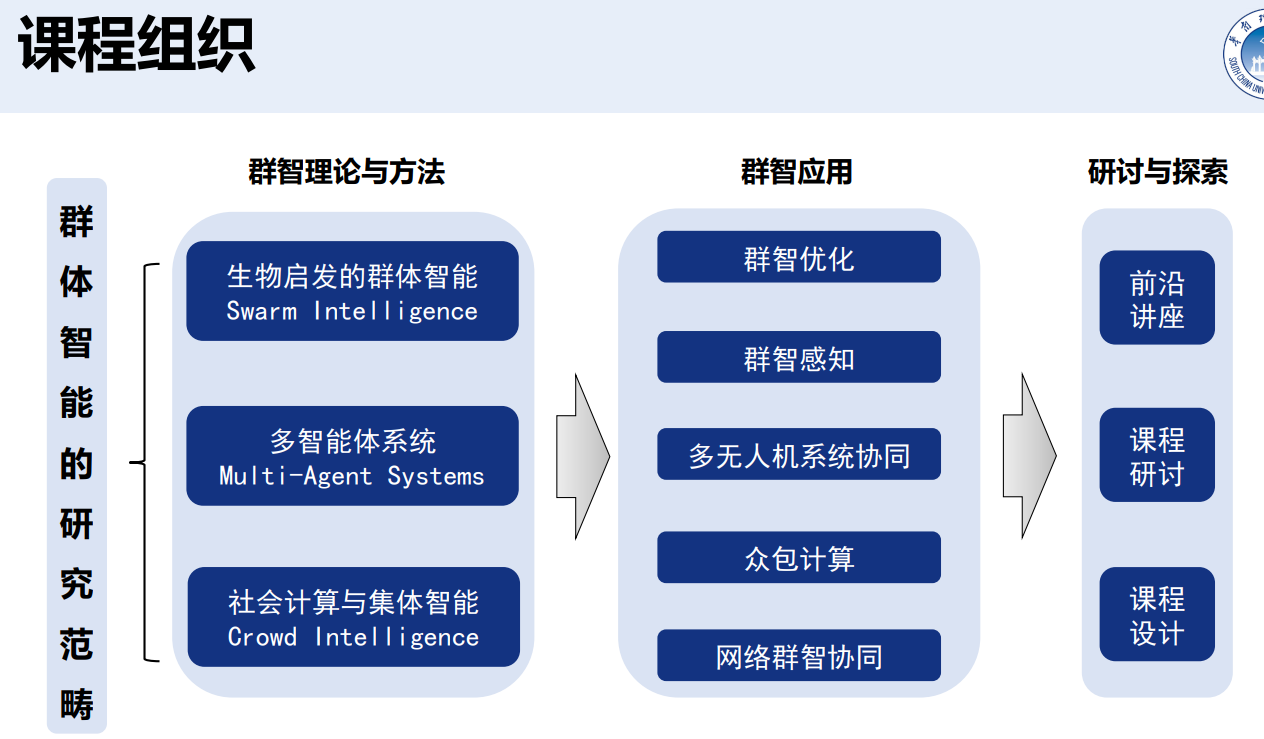 课程组织
群体智能的研究范畴
群智理论与方法
生物启发的群体智能
Swarm Intelligence
多智能体系统
Multi-Agent Systems
社会计算与集体智能
Crowd Intelligence
群智应用
群智优化
群智感知
多无人机系统协同
众包计算
网络群智协同
研讨与探索
前沿
讲座
课程
研讨
课程
设计
SOUTH CHINA UNIV